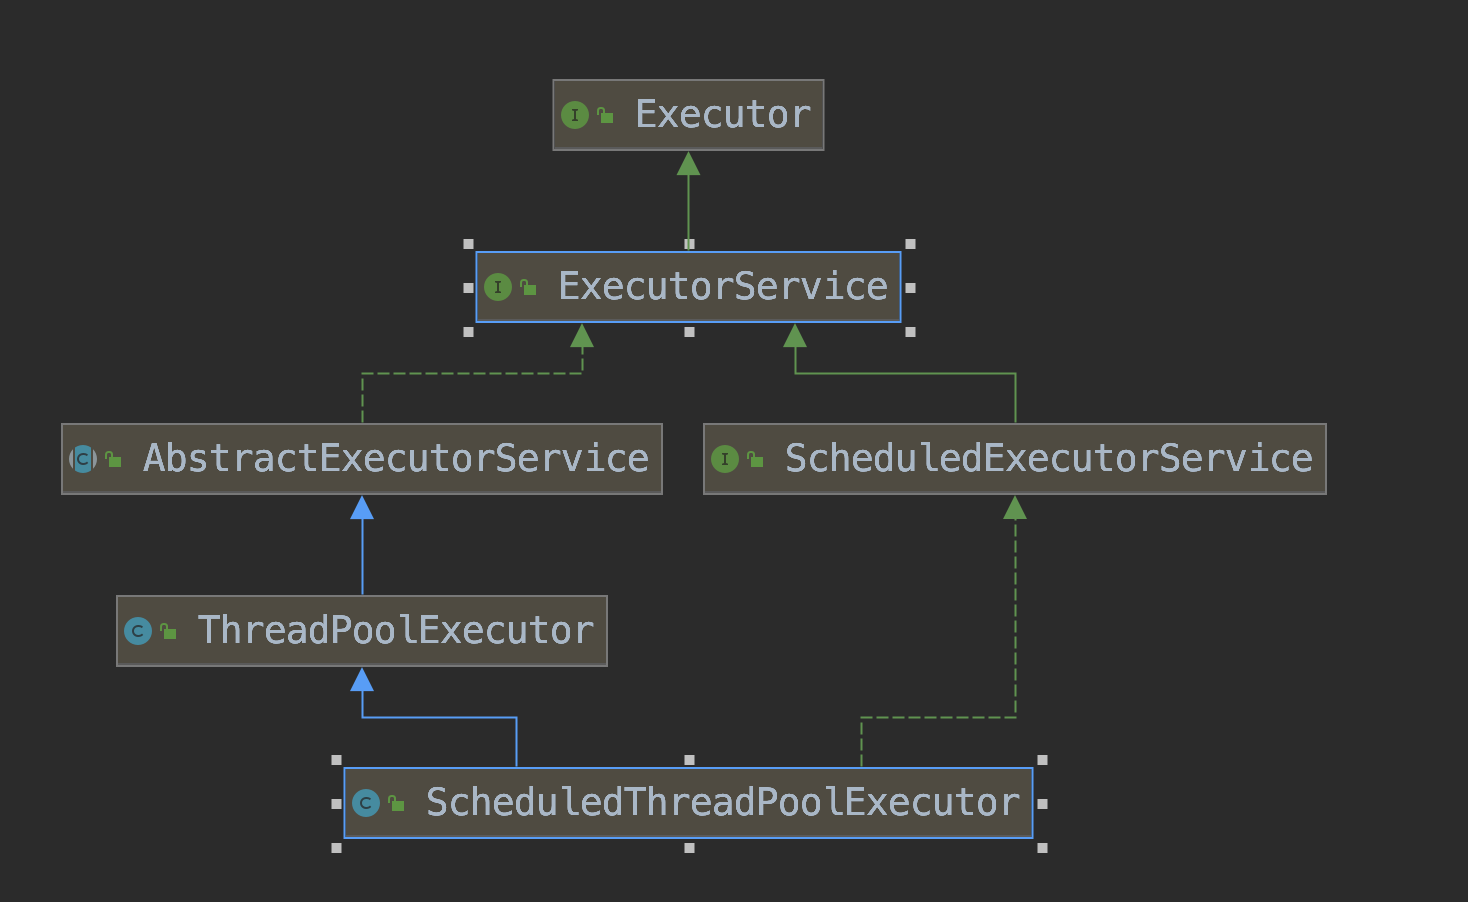 Executor
ExecutorService
AbstractExecutorService
ScheduledExecutorService
ThreadPoolExecutor
ScheduledThreadPoolExecutor